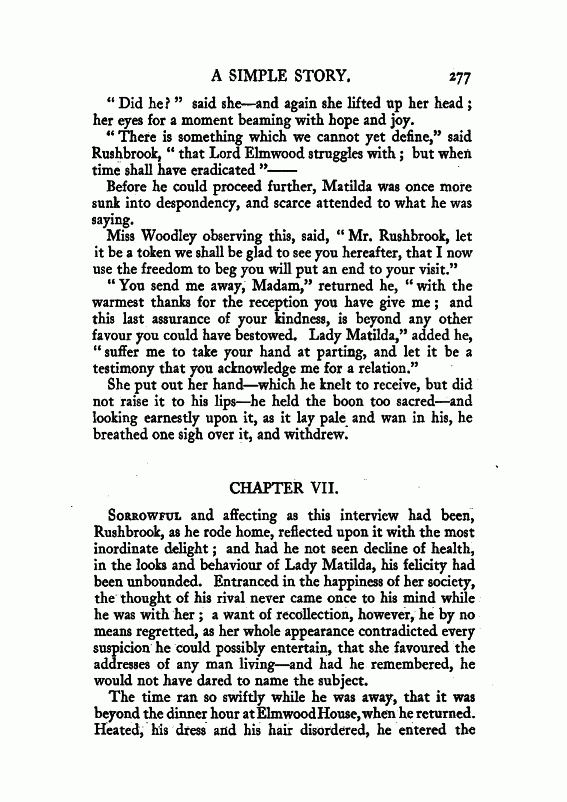 A SIMPLE STORY. 277
“ Did he? ” said she—and again she lifted up her head ;
her eyes for a moment beaming with hope and joy.
“ There is something which we cannot yet define,” said
Rushbrook, “ that Lord Elmwood struggles with ; but when
time shall have eradicated ”——
Before he could proceed further, Matilda was once more
sunk into despondency, and scarce attended to what he was
saying.
Miss Woodley observing this, said, “ Mr. Rushbrook, let
it be a token we shall be glad to see you hereafter, that I now
use the freedom to beg you will put an end to your visit.”
“ You send me away, Madam,” returned he, “ with the
warmest thanks for the reception you have give me ; and
this last assurance of your kindness, is beyond any other
favour you could have bestowed. Lady Matilda,” added he,
“ suffer me to take your hand at parting, and let it be a
testimony that you acknowledge me for a relation.”
She put out her hand—which he knelt to receive, but did
not raise it to his lips—he held the boon too sacred—and
looking earnestly upon it, as it lay pale and wan in his, he
breathed one sigh over it, and withdrew.
CHAPTER VII.
Sorrowful and affecting as this interview had been,
Rushbrook, as he rode home, reflected upon it with the most
inordinate delight ; and had he not seen decline of health,
in the looks and behaviour of Lady Matilda, his felicity had
been unbounded. Entranced in the happiness of her society,
the thought of his rival never came once to his mind while
he was with her ; a want of recollection, however, he by no
means regretted, as her whole appearance contradicted every
suspicion he could possibly entertain, that she favoured the
addresses of any man living—and had he remembered, he
would not have dared to name the subject.
The time ran so swiftly while he was away, that it was
beyond the dinner hour at Elmwood House, when he returned.
Heated, his dress and his hair disordered, he entered the